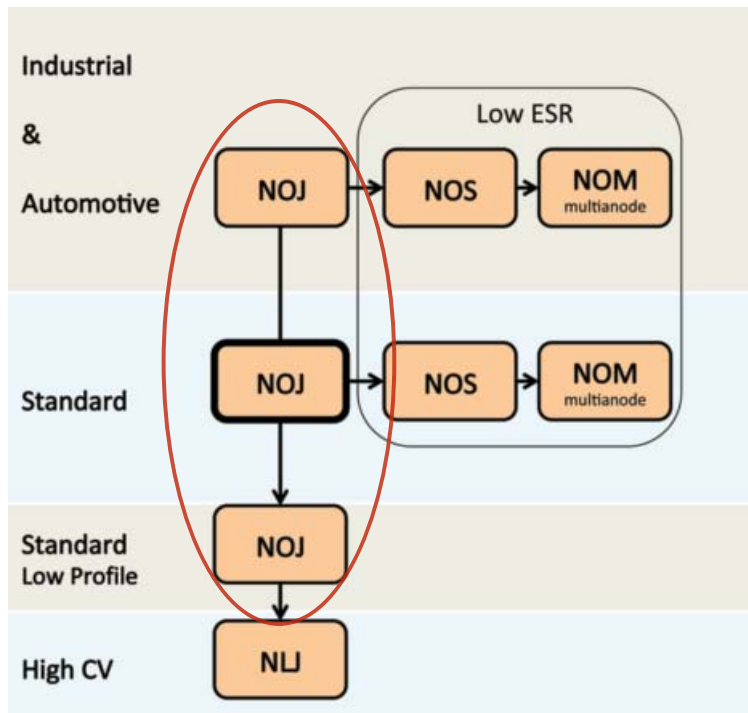 Industrial
&
Automotive
Low ESR
NOJ
NOS
NOM
multianode
Standard
NOJ
NOS
NOM
multianode
Standard
Low Profile
NOJ
High CV
NLJ